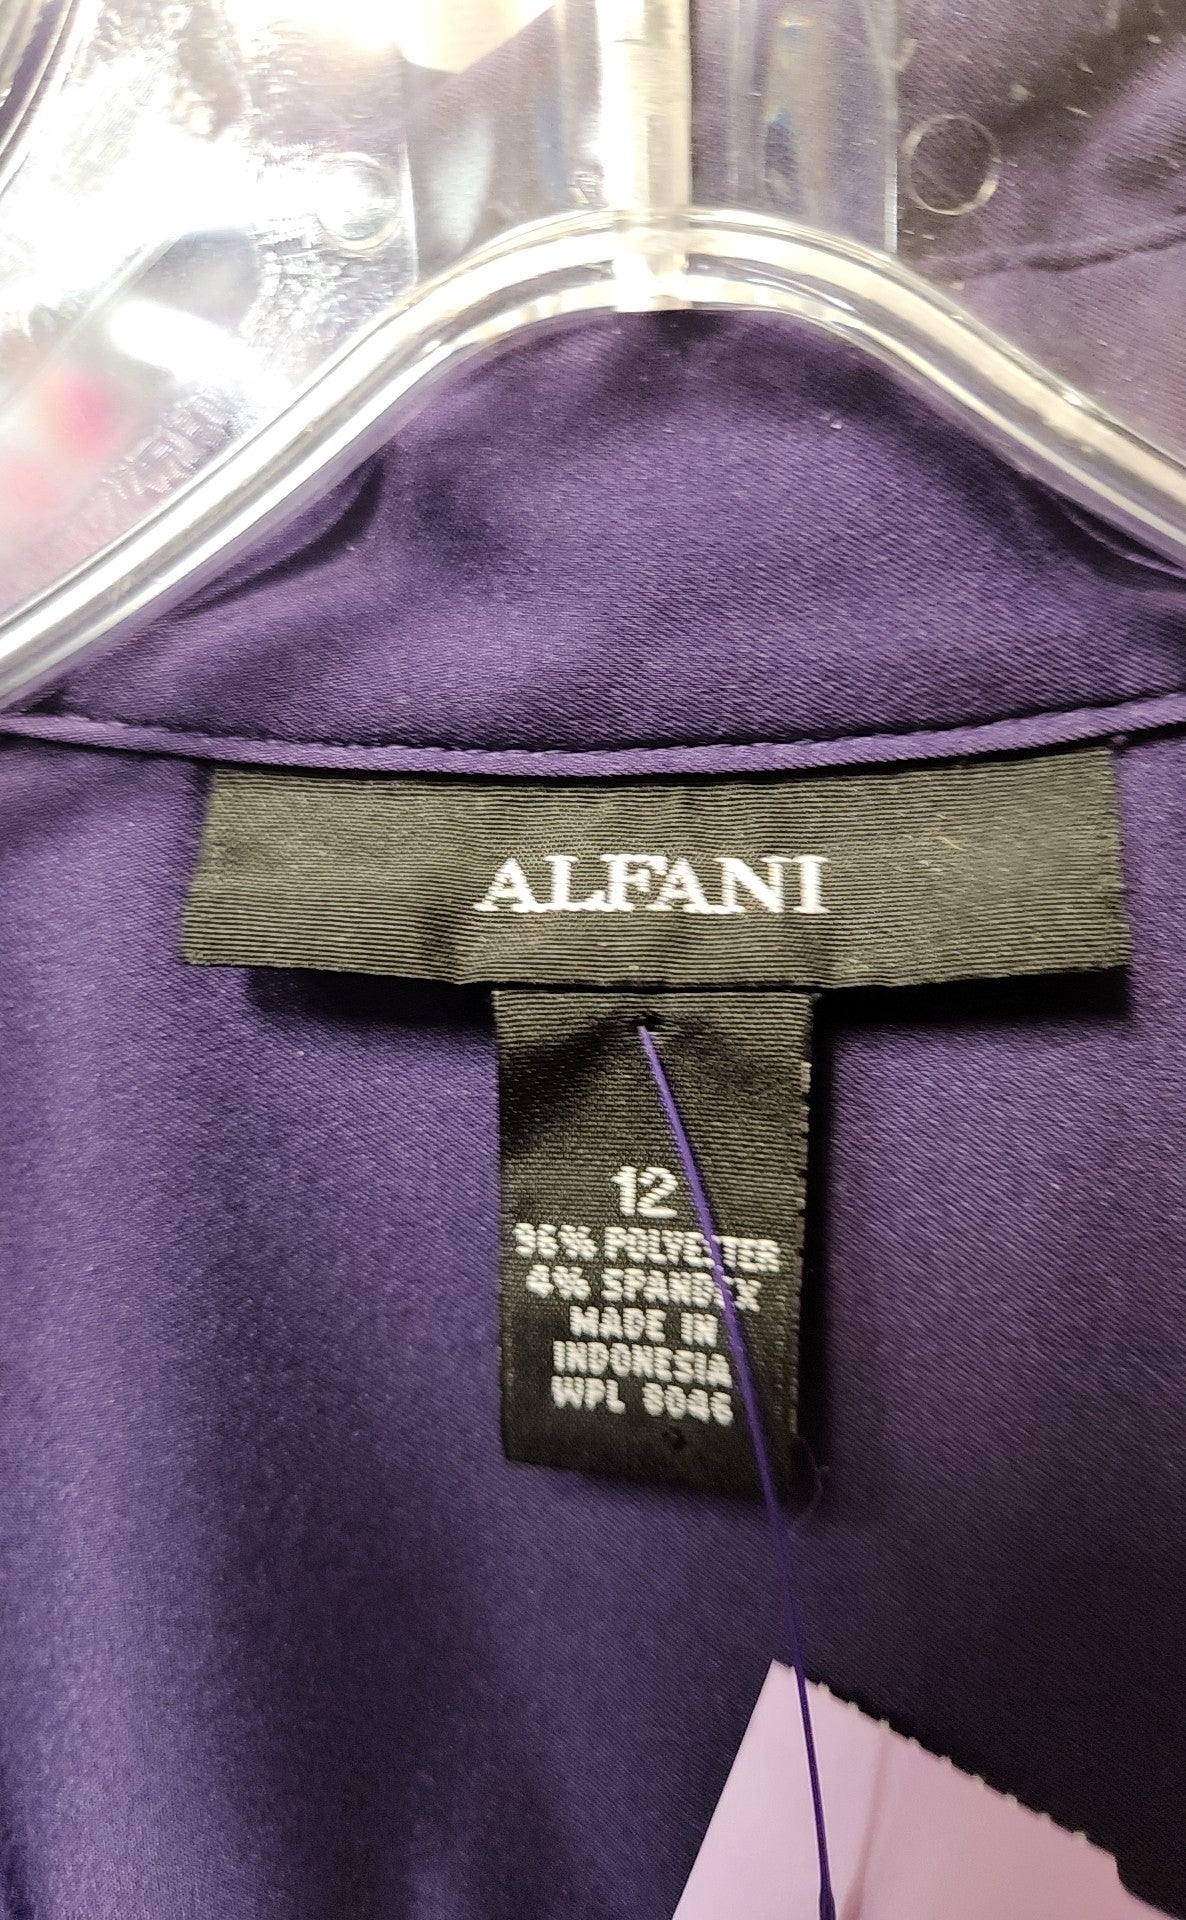 ALFANI
12
96% POLYESTER
4% SPANDEX
MADE IN
INDONESIA
WPL 8046